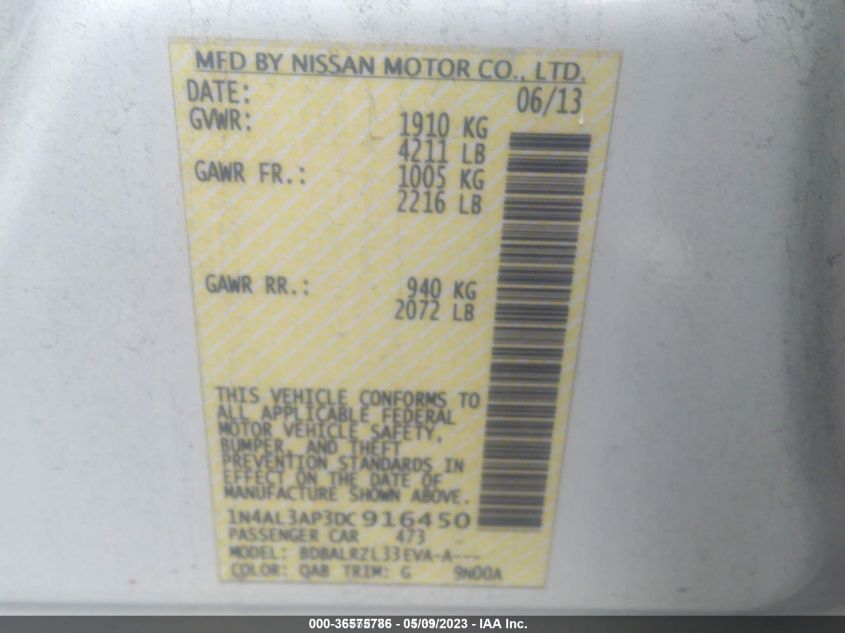 MFD BY NISSAN MOTOR CO., LTD.
DATE: 06/13
GVWR: 1910 KG
4211 LB
GAWR FR.: 1005 KG
2216 LB
GAWR RR.: 940 KG
2072 LB
THIS VEHICLE CONFORMS TO
ALL APPLICABLE FEDERAL
MOTOR VEHICLE SAFETY,
BUMPER, AND THEFT
PREVENTION STANDARDS IN
EFFECT ON THE DATE OF
MANUFACTURE SHOWN ABOVE.
1N4AL3AP3DC916450
PASSENGER CAR 473
MODEL: BDBALRZL33EVA-A---
COLOR: QAB TRIM: G 9N00A
000-36575786 - 05/09/2023 - IAA Inc.